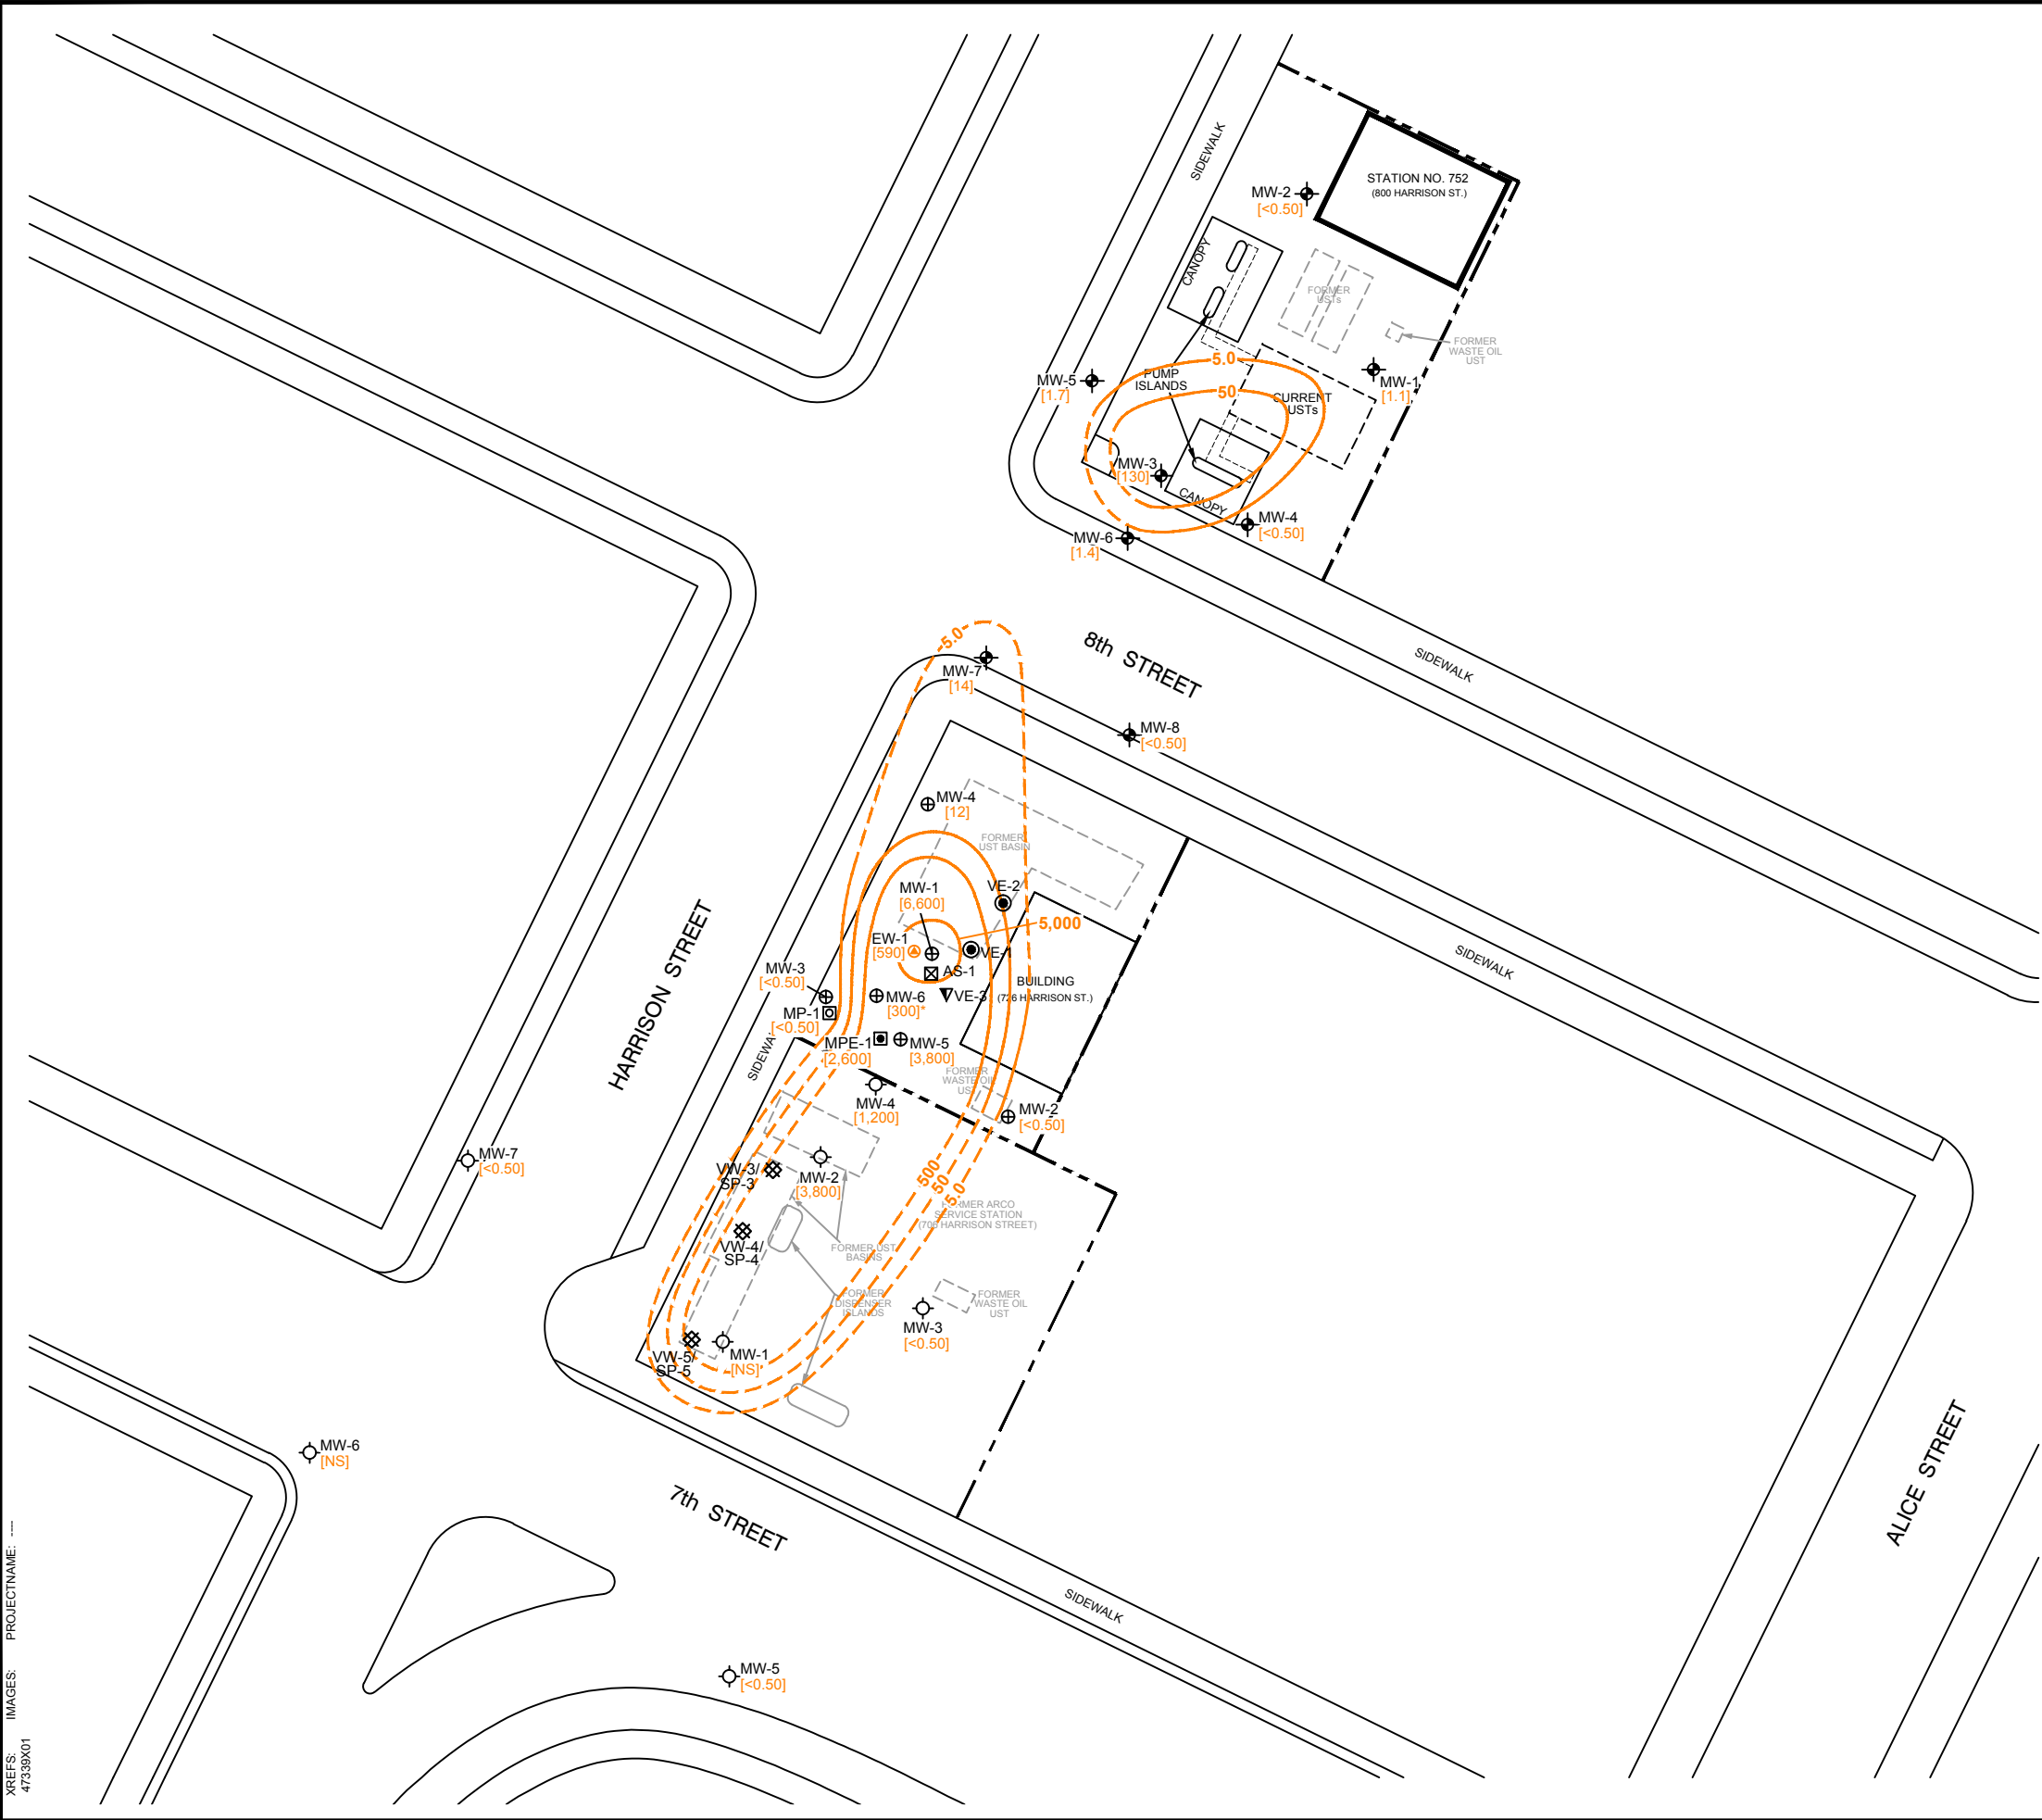 SIDEWALK
STATION NO. 752
(800 HARRISON ST.)
MW-2
[<0.50]
CANOPY
FORMER
USTs
FORMER
WASTE OIL
UST
5.0
MW-5
[1.7]
PUMP
ISLANDS
MW-1
[1.1]
50
CURRENT
USTs
MW-3
[130]
CANOPY
MW-4
[<0.50]
MW-6
[1.4]
5.0
8th STREET
SIDEWALK
MW-7
[14]
MW-8
[<0.50]
MW-4
[12]
FORMER
UST BASIN
MW-1
[6,600]
VE-2
5,000
EW-1
[590]
VE-1
AS-1
MW-3
[<0.50]
MW-6
[300]*
VE-3
BUILDING
(726 HARRISON ST.)
MP-1
[<0.50]
MPE-1
[2,600]
MW-5
[3,800]
HARRISON STREET
SIDEWA
SIDEWALK
FORMER
WASTE OIL
UST
MW-4
[1,200]
MW-2
[<0.50]
MW-7
[<0.50]
VW-3/
SP-3
MW-2
[3,800]
500
50
5.0
FORMER ARCO
SERVICE STATION
(706 HARRISON STREET)
VW-4/
SP-4
FORMER UST
BASINS
FORMER
DISPENSER
ISLANDS
FORMER
WASTE OIL
UST
MW-3
[<0.50]
VW-5/
SP-5
MW-1
[NS]
MW-6
[NS]
7th STREET
ALICE STREET
SIDEWALK
MW-5
[<0.50]
XREFS: IMAGES: PROJECTNAME: ----
47339X01